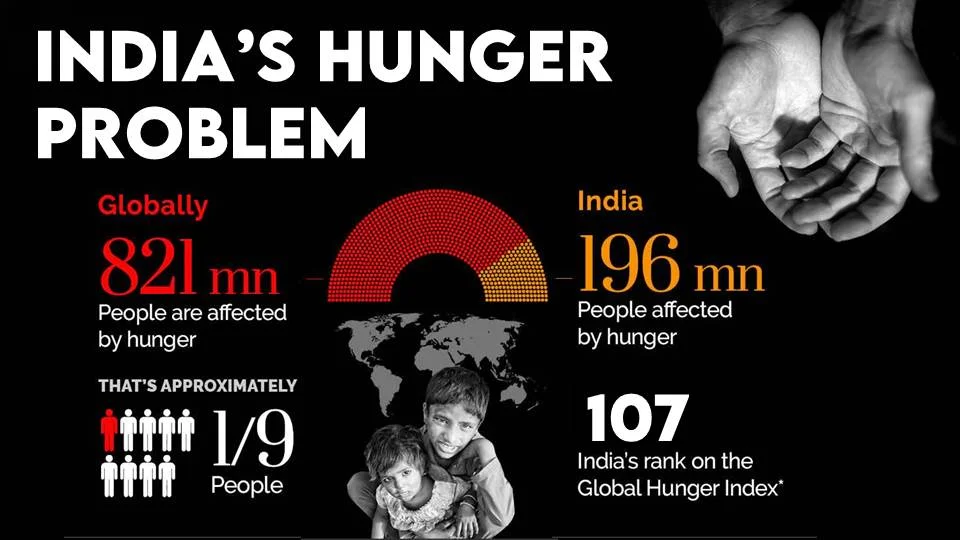 INDIA'S HUNGER
PROBLEM
Globally
821 mn
People are affected
by hunger
THAT'S APPROXIMATELY
1/9
People
India
196 mn
People affected
by hunger
107
India's rank on the
Global Hunger Index*